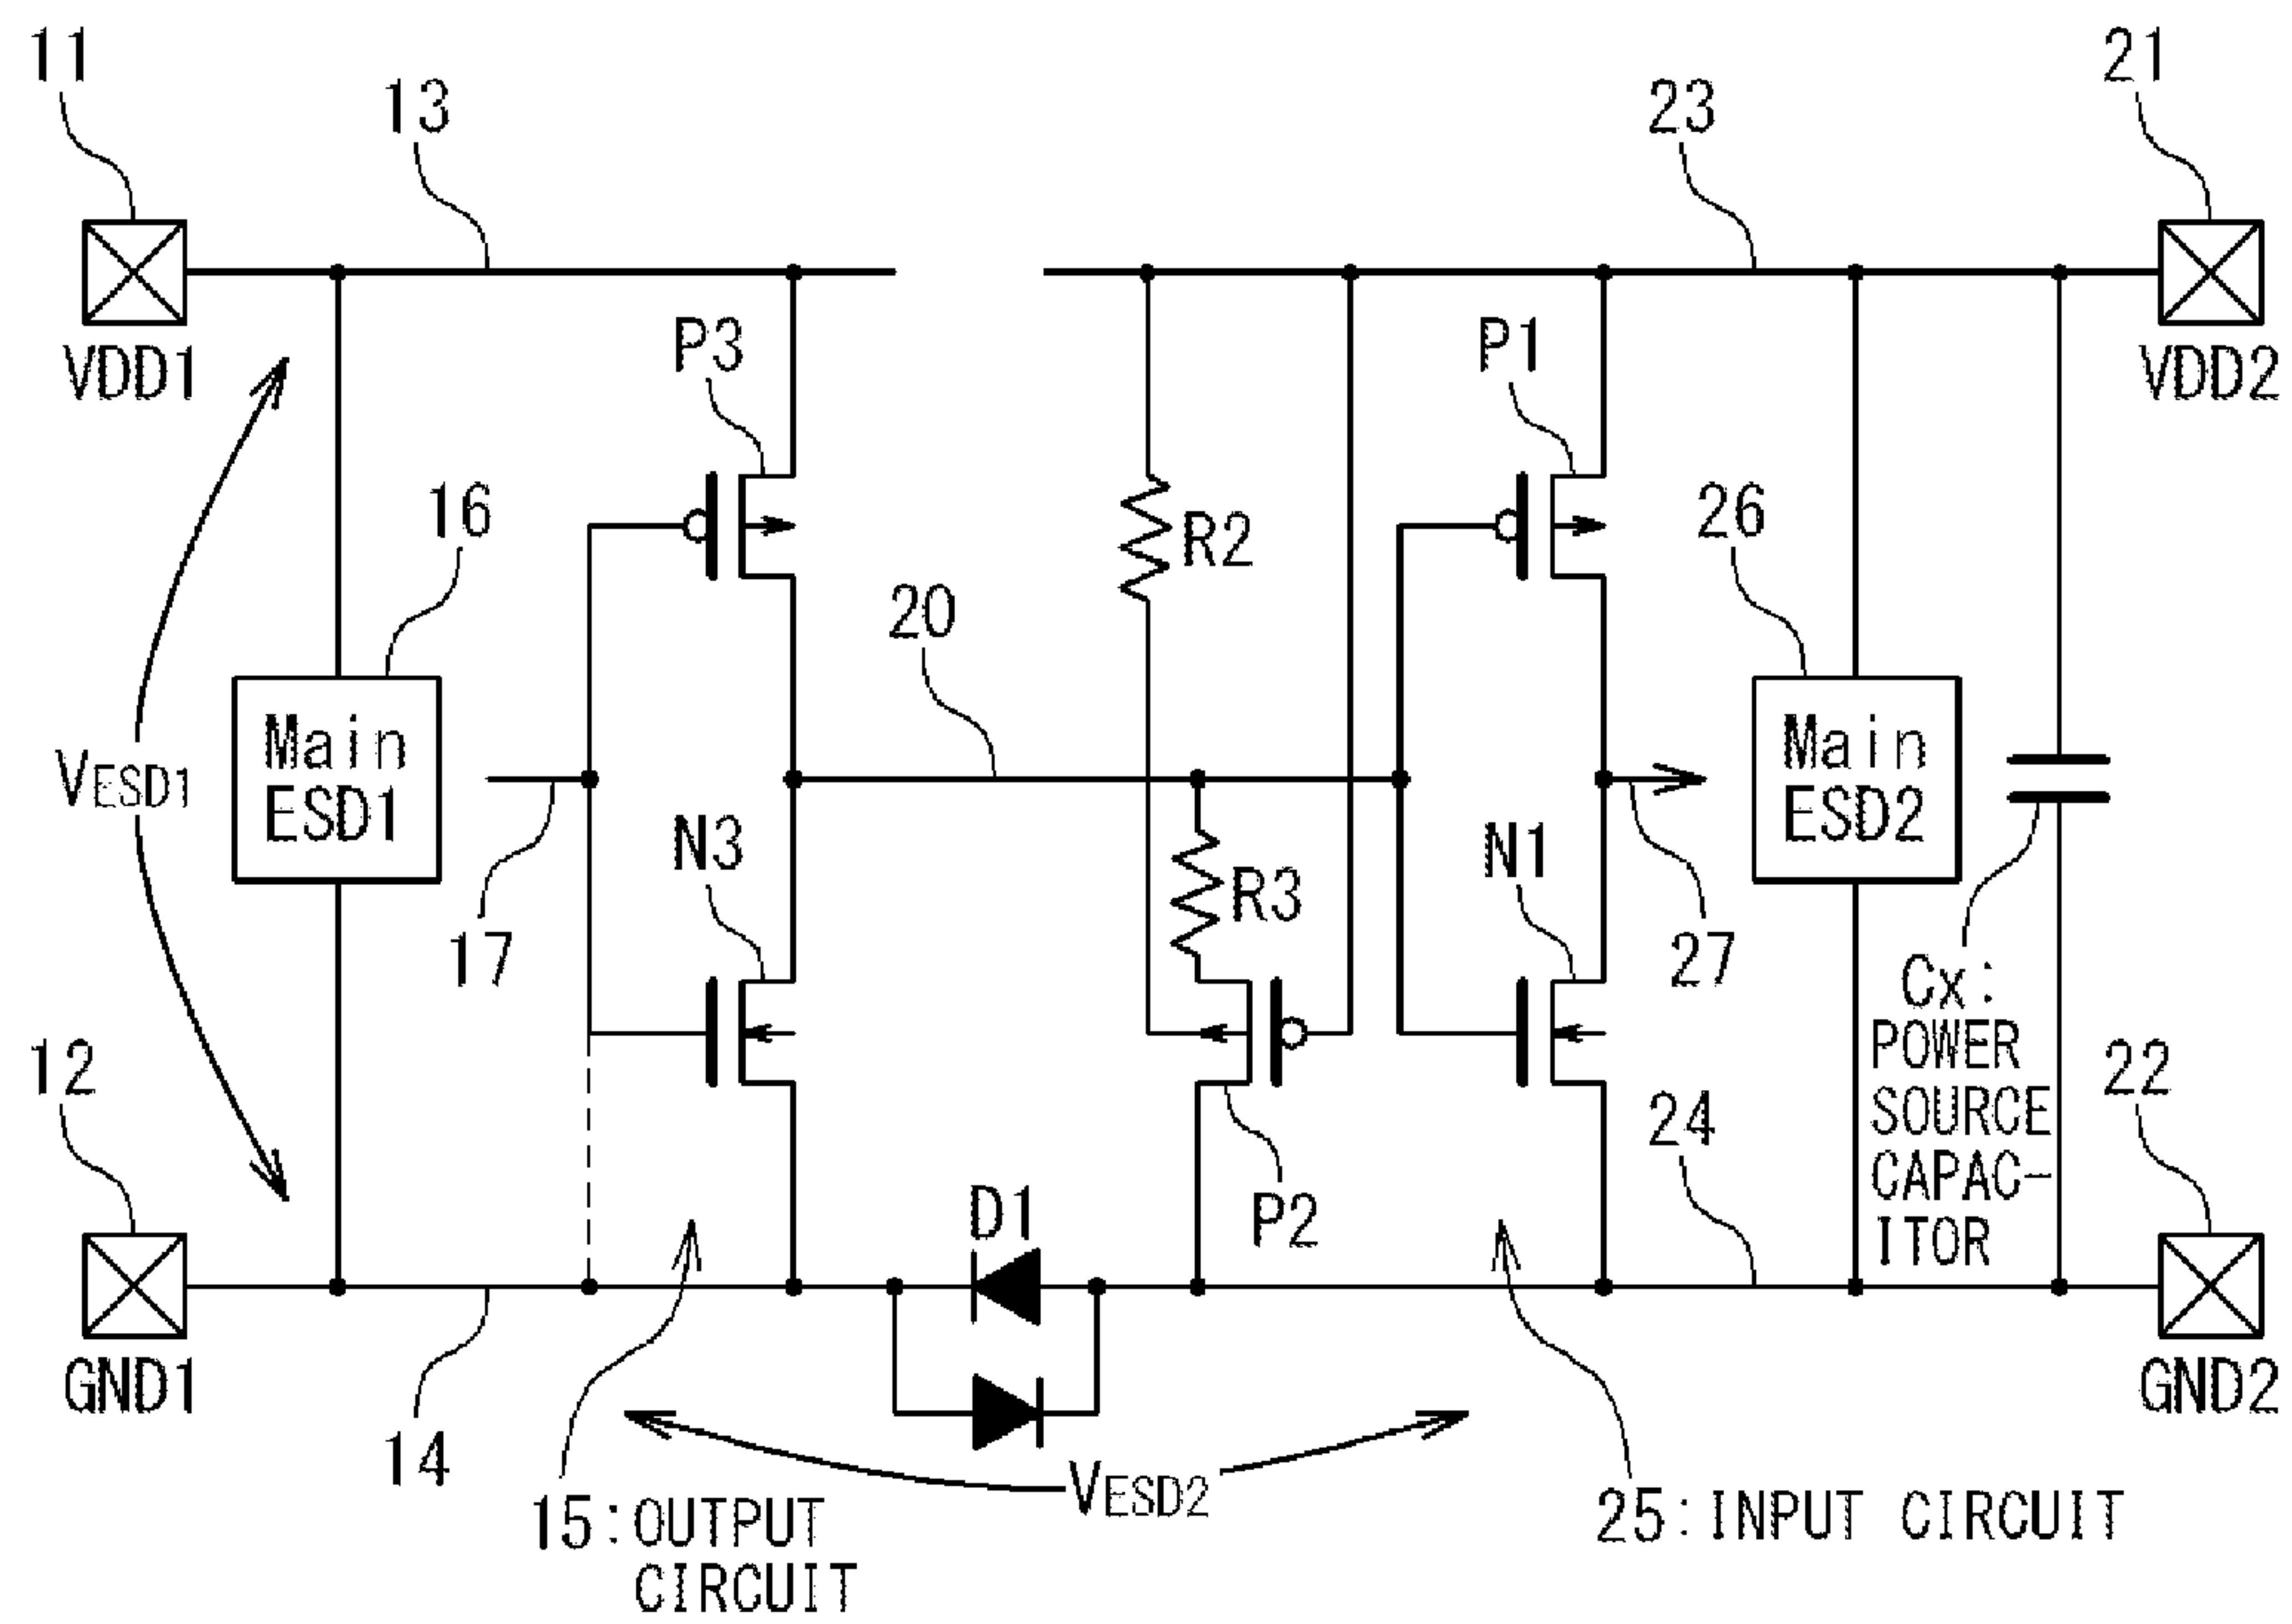 11
13
23
21
VDD1
P3
P1
VDD2
16
R2
26
20
Main
ESD1
Main
ESD2
VESD1
N3
R3
N1
17
27
Cx:
POWER
SOURCE
CAPAC-
ITOR
12
24
22
D1
P2
GND1
GND2
14
VESD2
15:OUTPUT
CIRCUIT
25:INPUT CIRCUIT